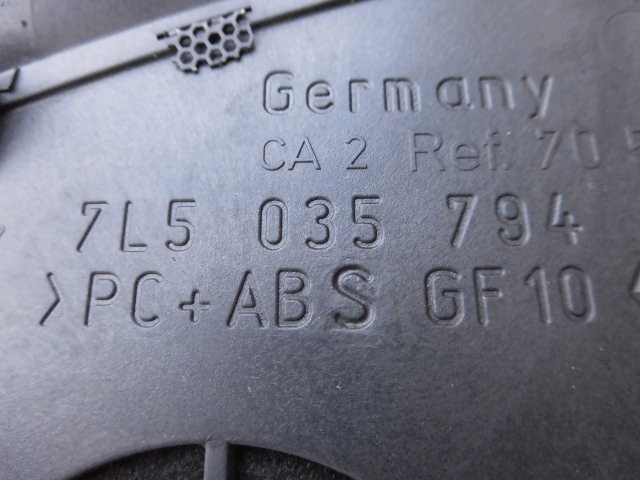 Germany
CA 2 Ref. 70
7L5 035 794
>PC+ABS GF10